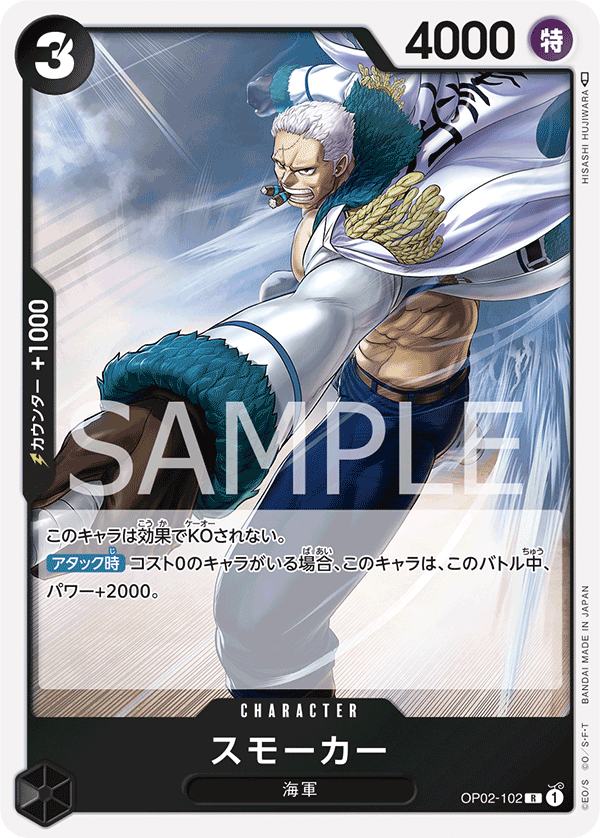 3
4000
特
HISASHI HUJIWARA
カウンター +1000
SAMPLE
このキャラは効果でKOされない。
アタック時 コスト0のキャラがいる場合、このキャラは、このバトル中、
パワー+2000。
CHARACTER
スモーカー
海軍
OP02-102 R 1
©E.O/S ©O/S・F・T BANDAI MADE IN JAPAN